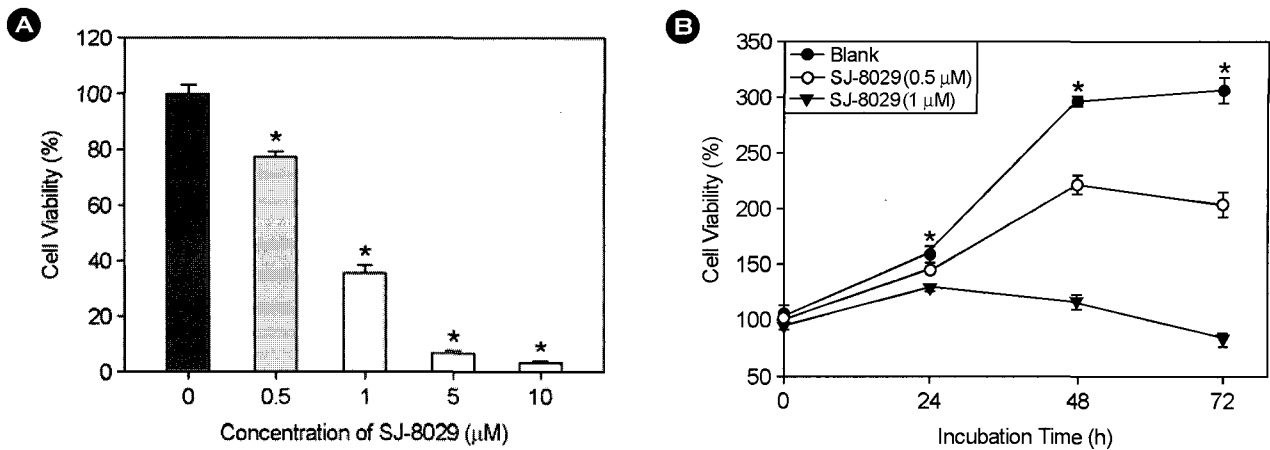 A
120
100
80
60
40
20
0
Cell Viability (%)
*
*
*
*
0 0.5 1 5 10
Concentration of SJ-8029 (μM)
B
350
300
250
200
150
100
50
Cell Viability (%)
Blank
SJ-8029 (0.5 μM)
SJ-8029 (1 μM)
*
*
*
0 24 48 72
Incubation Time (h)